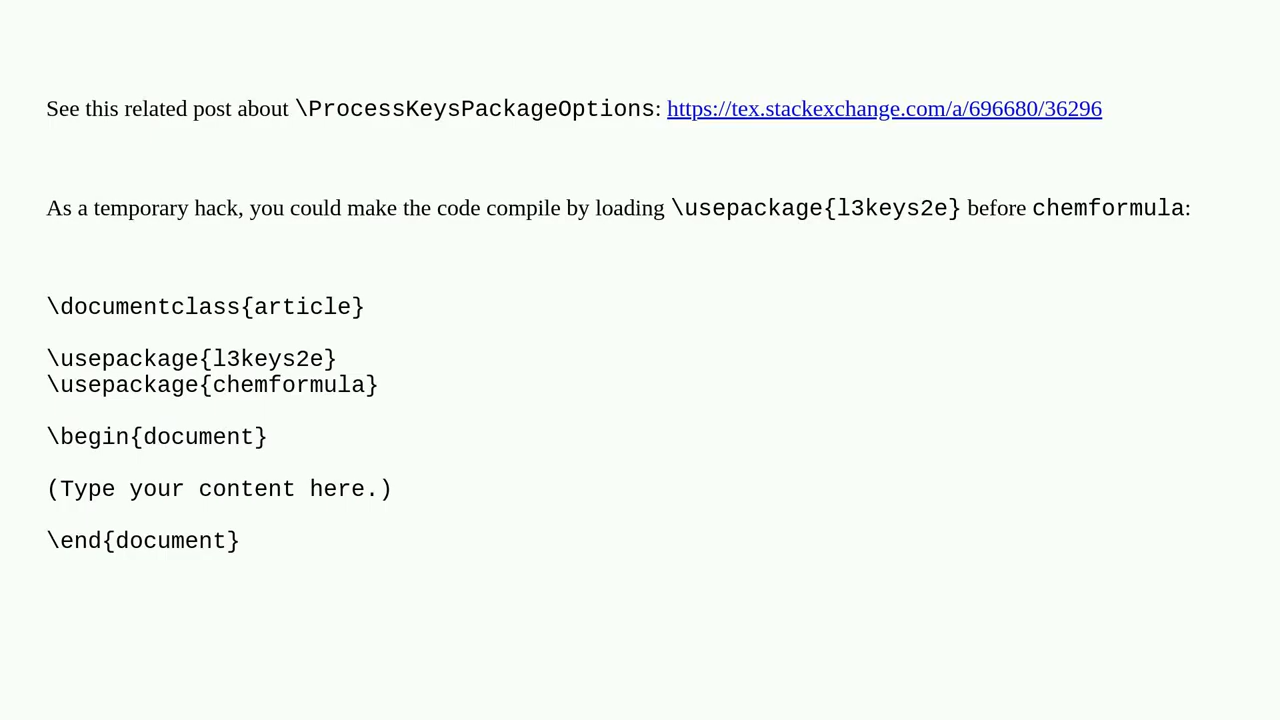 See this related post about \ProcessKeysPackageOptions: https://tex.stackexchange.com/a/696680/36296
As a temporary hack, you could make the code compile by loading \usepackage{l3keys2e} before chemformula:
\documentclass{article}
\usepackage{l3keys2e}
\usepackage{chemformula}
\begin{document}
(Type your content here.)
\end{document}